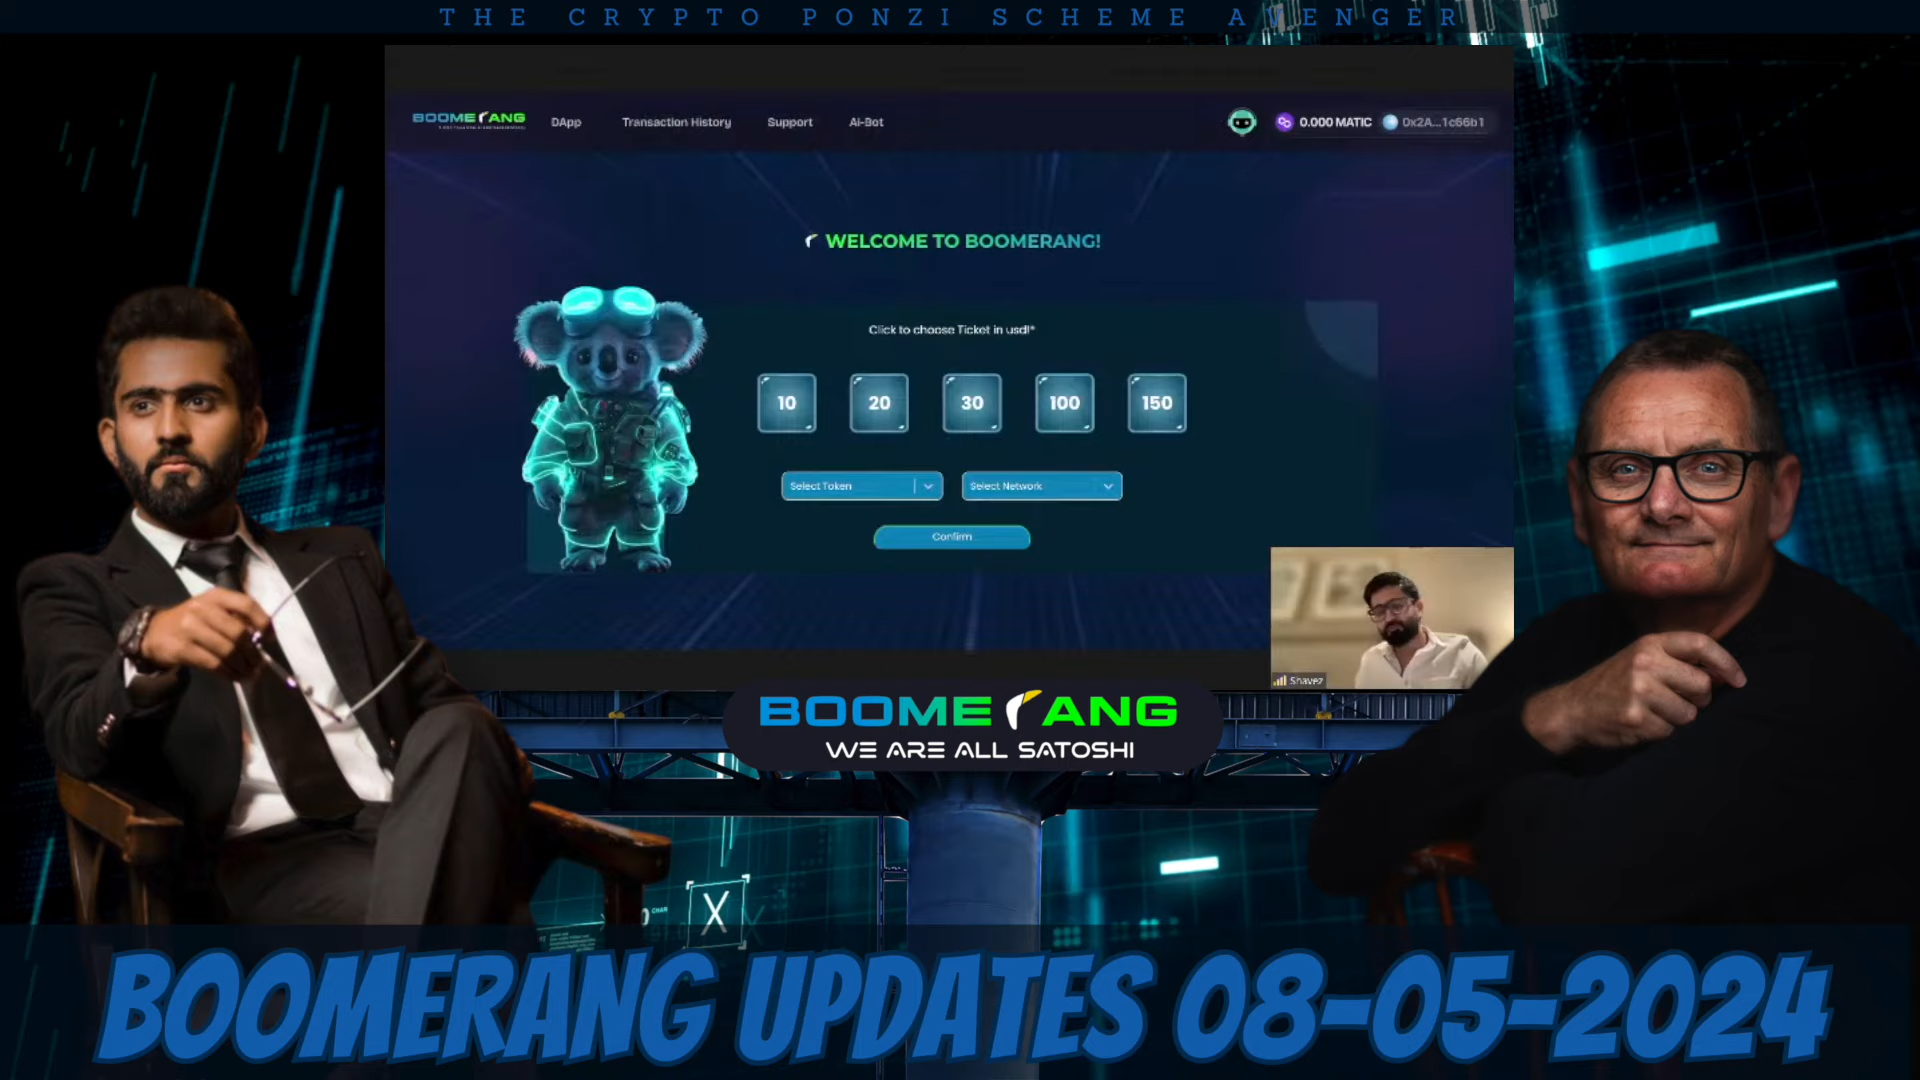 THE CRYPTO PONZI SCHEME AVENGER
BOOMERANG
DApp
Transaction History
Support
AI-Bot
0.000 MATIC
0x2A...1c66b1
WELCOME TO BOOMERANG!
Click to choose Ticket in usd!*
10
20
30
100
150
Select Token
Select Network
Confirm
Shavez
BOOMERANG
WE ARE ALL SATOSHI
CHAN
X
BOOMERANG UPDATES 08-05-2024